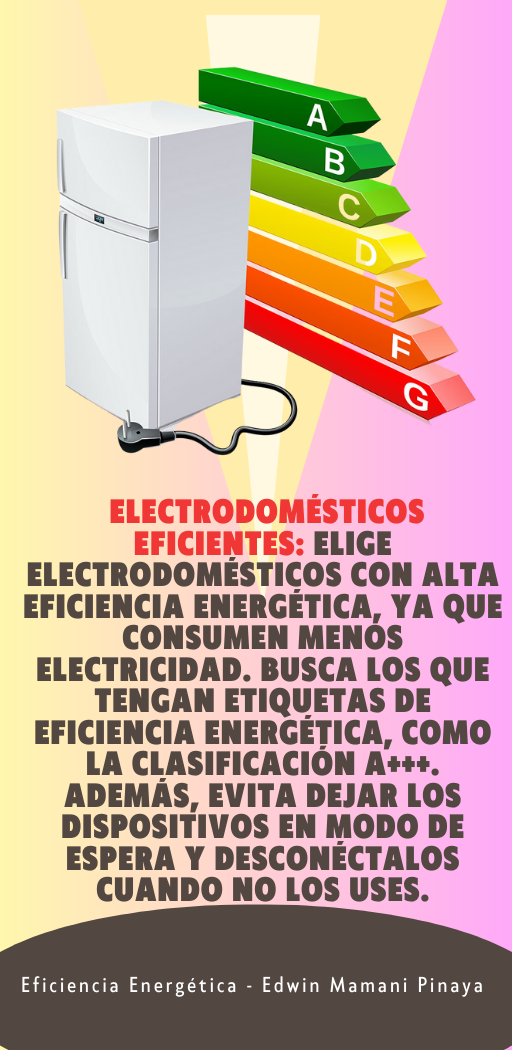 A
B
C
D
E
F
G
ELECTRODOMÉSTICOS
EFICIENTES: ELIGE
ELECTRODOMÉSTICOS CON ALTA
EFICIENCIA ENERGÉTICA, YA QUE
CONSUMEN MENOS
ELECTRICIDAD. BUSCA LOS QUE
TENGAN ETIQUETAS DE
EFICIENCIA ENERGÉTICA, COMO
LA CLASIFICACIÓN A+++.
ADEMÁS, EVITA DEJAR LOS
DISPOSITIVOS EN MODO DE
ESPERA Y DESCONÉCTALOS
CUANDO NO LOS USES.
Eficiencia Energética - Edwin Mamani Pinaya